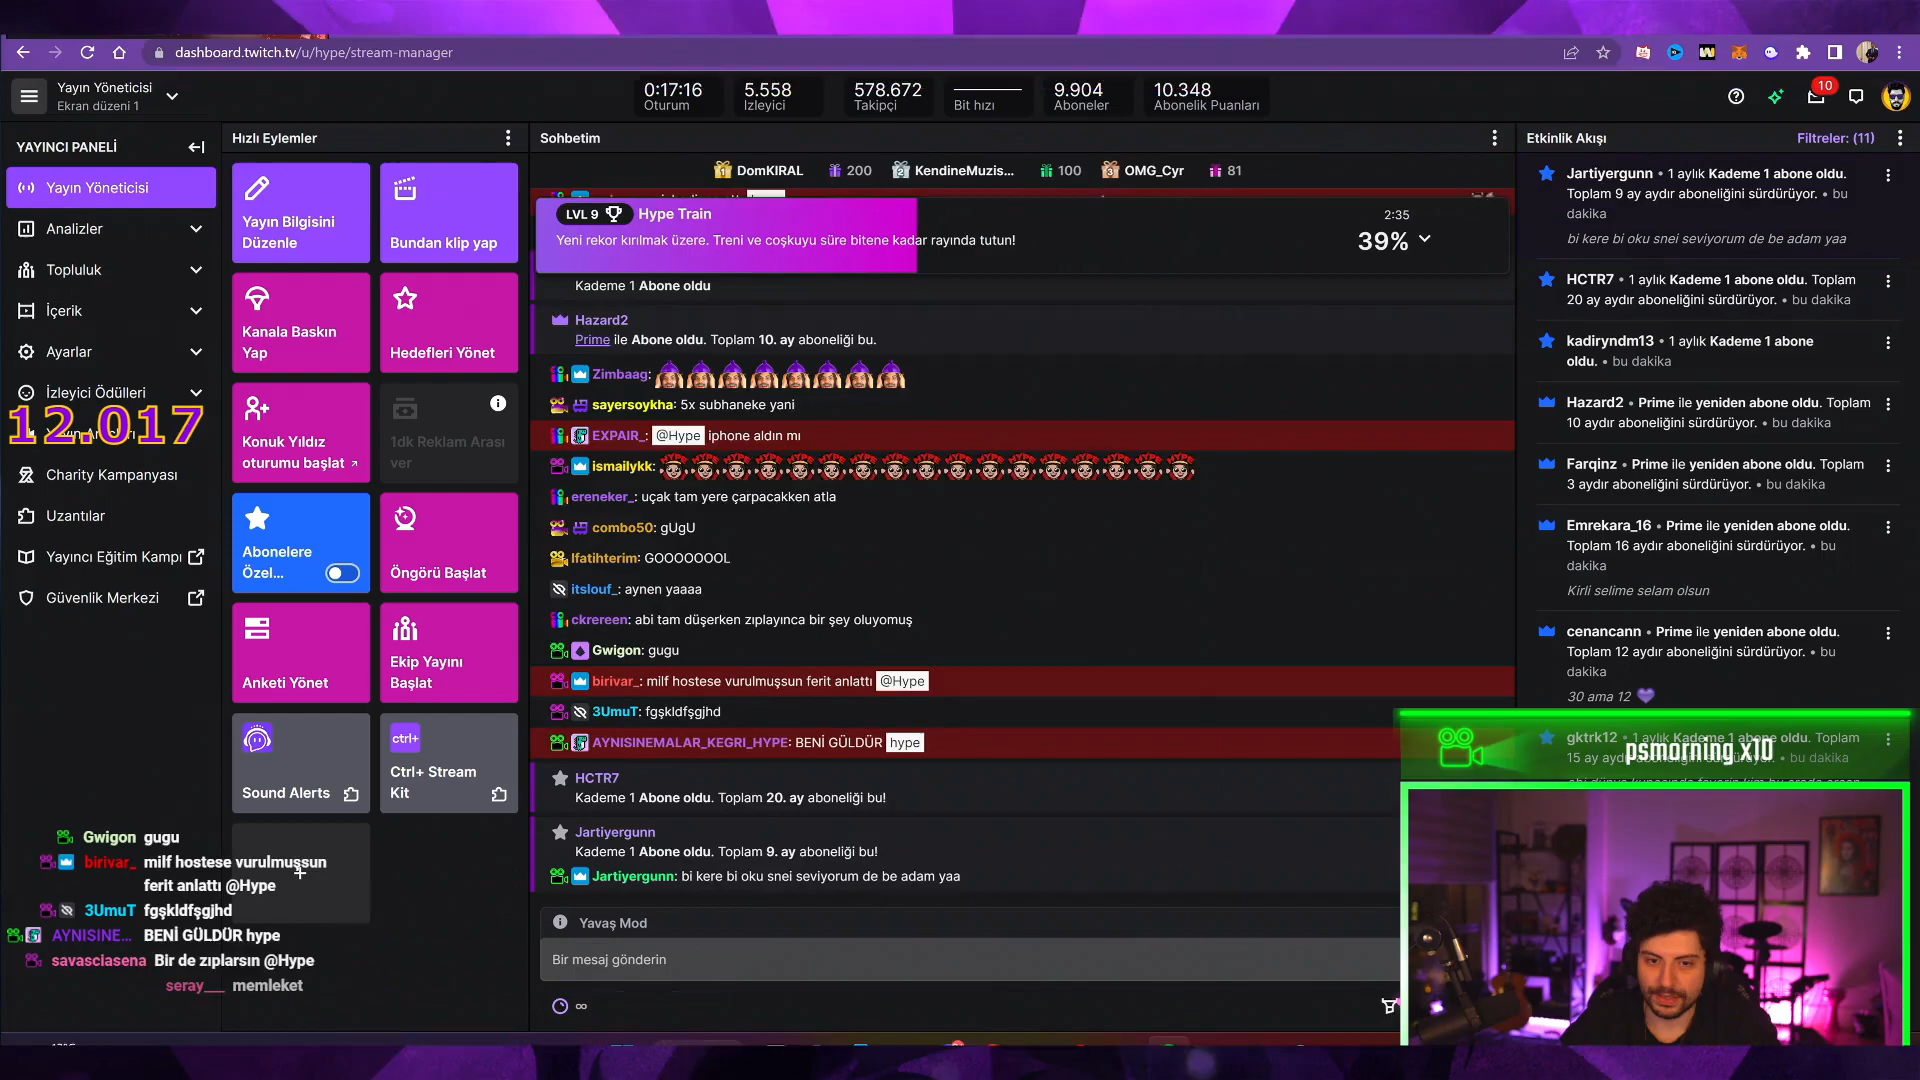 dashboard.twitch.tv/u/hype/stream-manager
Yayın Yöneticisi
Ekran düzeni 1
0:17:16
Oturum
5.558
İzleyici
578.672
Takipçi
Bit hızı
9.904
Aboneler
10.348
Abonelik Puanları
10
YAYINCI PANELİ
Yayın Yöneticisi
Analizler
Topluluk
İçerik
Ayarlar
İzleyici Ödülleri
12.017
Charity Kampanyası
Uzantılar
Yayıncı Eğitim Kampı
Güvenlik Merkezi
Hızlı Eylemler
Yayın Bilgisini
Düzenle
Bundan klip yap
Kanala Baskın
Yap
Hedefleri Yönet
Konuk Yıldız
oturumu başlat
1dk Reklam Arası
ver
Abonelere
Özel...
Öngörü Başlat
Anketi Yönet
Ekip Yayını
Başlat
Sound Alerts
ctrl+
Ctrl+ Stream
Kit
Gwigon gugu
birivar_ milf hostese vurulmuşsun
ferit anlattı @Hype
3UmuT fgşkldfşgjhd
AYNISINE... BENİ GÜLDÜR hype
savasciasena Bir de zıplarsın @Hype
seray___ memleket
Sohbetim
DomKIRAL 200 KendineMuzis... 100 OMG_Cyr 81
LVL 9 Hype Train
Yeni rekor kırılmak üzere. Treni ve coşkuyu süre bitene kadar rayında tutun!
2:35
39%
Kademe 1 Abone oldu
Hazard2
Prime ile Abone oldu. Toplam 10. ay aboneliği bu.
Zimbaag:
sayersoykha: 5x subhaneke yani
EXPAIR_: @Hype iphone aldın mı
ismailykk:
ereneker_: uçak tam yere çarpacakken atla
combo50: gUgU
lfatihterim: GOOOOOOOL
itslouf_: aynen yaaaa
ckrereen: abi tam düşerken zıplayınca bir şey oluyomuş
Gwigon: gugu
birivar_: milf hostese vurulmuşsun ferit anlattı @Hype
3UmuT: fgşkldfşgjhd
AYNISINEMALAR_KEGRI_HYPE: BENİ GÜLDÜR hype
HCTR7
Kademe 1 Abone oldu. Toplam 20. ay aboneliği bu!
Jartiyergunn
Kademe 1 Abone oldu. Toplam 9. ay aboneliği bu!
Jartiyergunn: bi kere bi oku snei seviyorum de be adam yaa
Yavaş Mod
Bir mesaj gönderin
∞
Etkinlik Akışı
Filtreler: (11)
Jartiyergunn • 1 aylık Kademe 1 abone oldu.
Toplam 9 ay aboneliği sürdürüyor. • bu
dakika
bi kere bi oku snei seviyorum de be adam yaa
HCTR7 • 1 aylık Kademe 1 abone oldu. Toplam
20 ay aydır aboneliğini sürdürüyor. • bu dakika
kadiryndm13 • 1 aylık Kademe 1 abone
oldu. • bu dakika
Hazard2 • Prime ile yeniden abone oldu. Toplam
10 aydır aboneliğini sürdürüyor. • bu dakika
Farqinz • Prime ile yeniden abone oldu. Toplam
3 aydır aboneliğini sürdürüyor. • bu dakika
Emrekara_16 • Prime ile yeniden abone oldu.
Toplam 16 aydır aboneliğini sürdürüyor. • bu
dakika
Kirli selime selam olsun
cenancann • Prime ile yeniden abone oldu.
Toplam 12 aydır aboneliğini sürdürüyor. • bu
dakika
30 ama 12
gktrk12 • 1 aylık Kademe 1 abone oldu. Toplam
15 ay aydır aboneliğini sürdürüyor. • bu dakika
psmorning x10